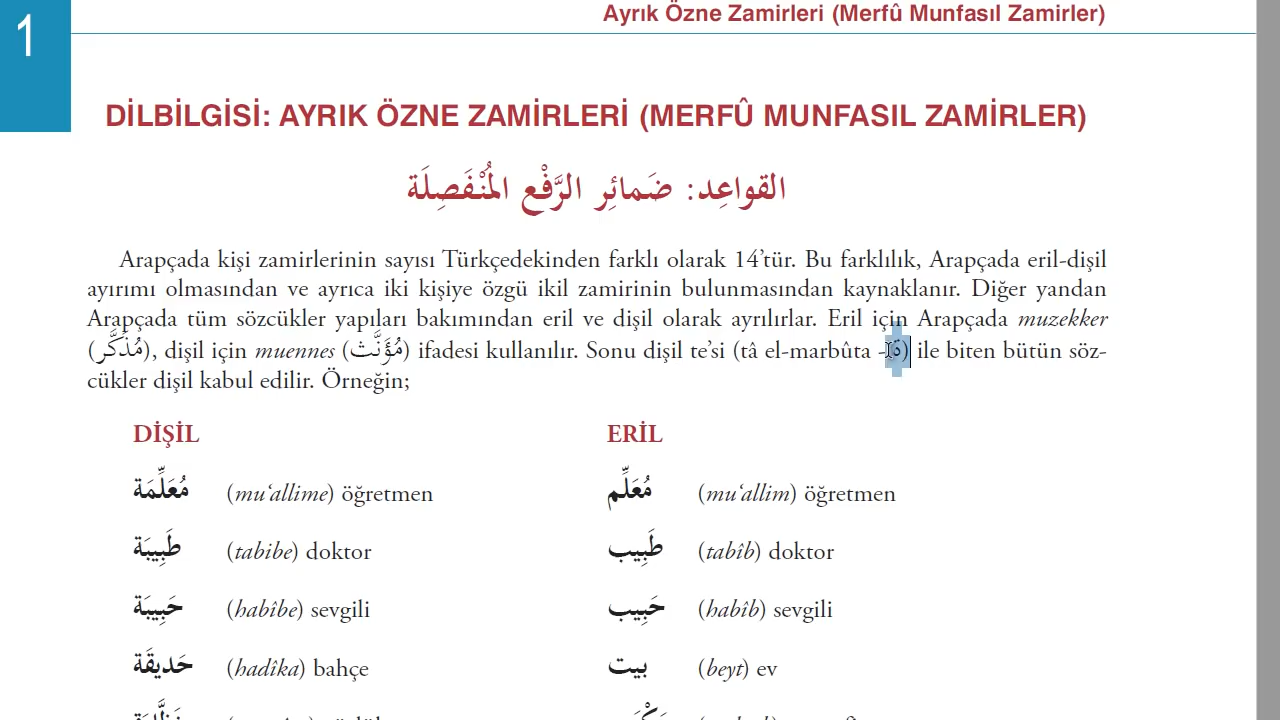 1
Ayrık Özne Zamirleri (Merfû Munfasıl Zamirler)
DİLBİLGİSİ: AYRIK ÖZNE ZAMİRLERİ (MERFÛ MUNFASIL ZAMİRLER)
القواعِد: ضَمائِر الرَّفْع المُنْفَصِلَة
Arapçada kişi zamirlerinin sayısı Türkçedekinden farklı olarak 14’tür. Bu farklılık, Arapçada eril-dişil
ayırımı olmasından ve ayrıca iki kişiye özgü ikil zamirinin bulunmasından kaynaklanır. Diğer yandan
Arapçada tüm sözcükler yapıları bakımından eril ve dişil olarak ayrılırlar. Eril için Arapçada muzekker
(مُذَكَّر), dişil için muennes (مُؤَنَّث) ifadesi kullanılır. Sonu dişil te’si (tâ el-marbûta -ة) ile biten bütün söz-
cükler dişil kabul edilir. Örneğin;
DİŞİL ERİL
مُعَلِّمَة (mu‘allime) öğretmen مُعَلِّم (mu‘allim) öğretmen
طَبِيبَة (tabibe) doktor طَبِيب (tabîb) doktor
حَبِيبَة (habîbe) sevgili حَبِيب (habîb) sevgili
حَديقَة (hadîka) bahçe بيت (beyt) ev